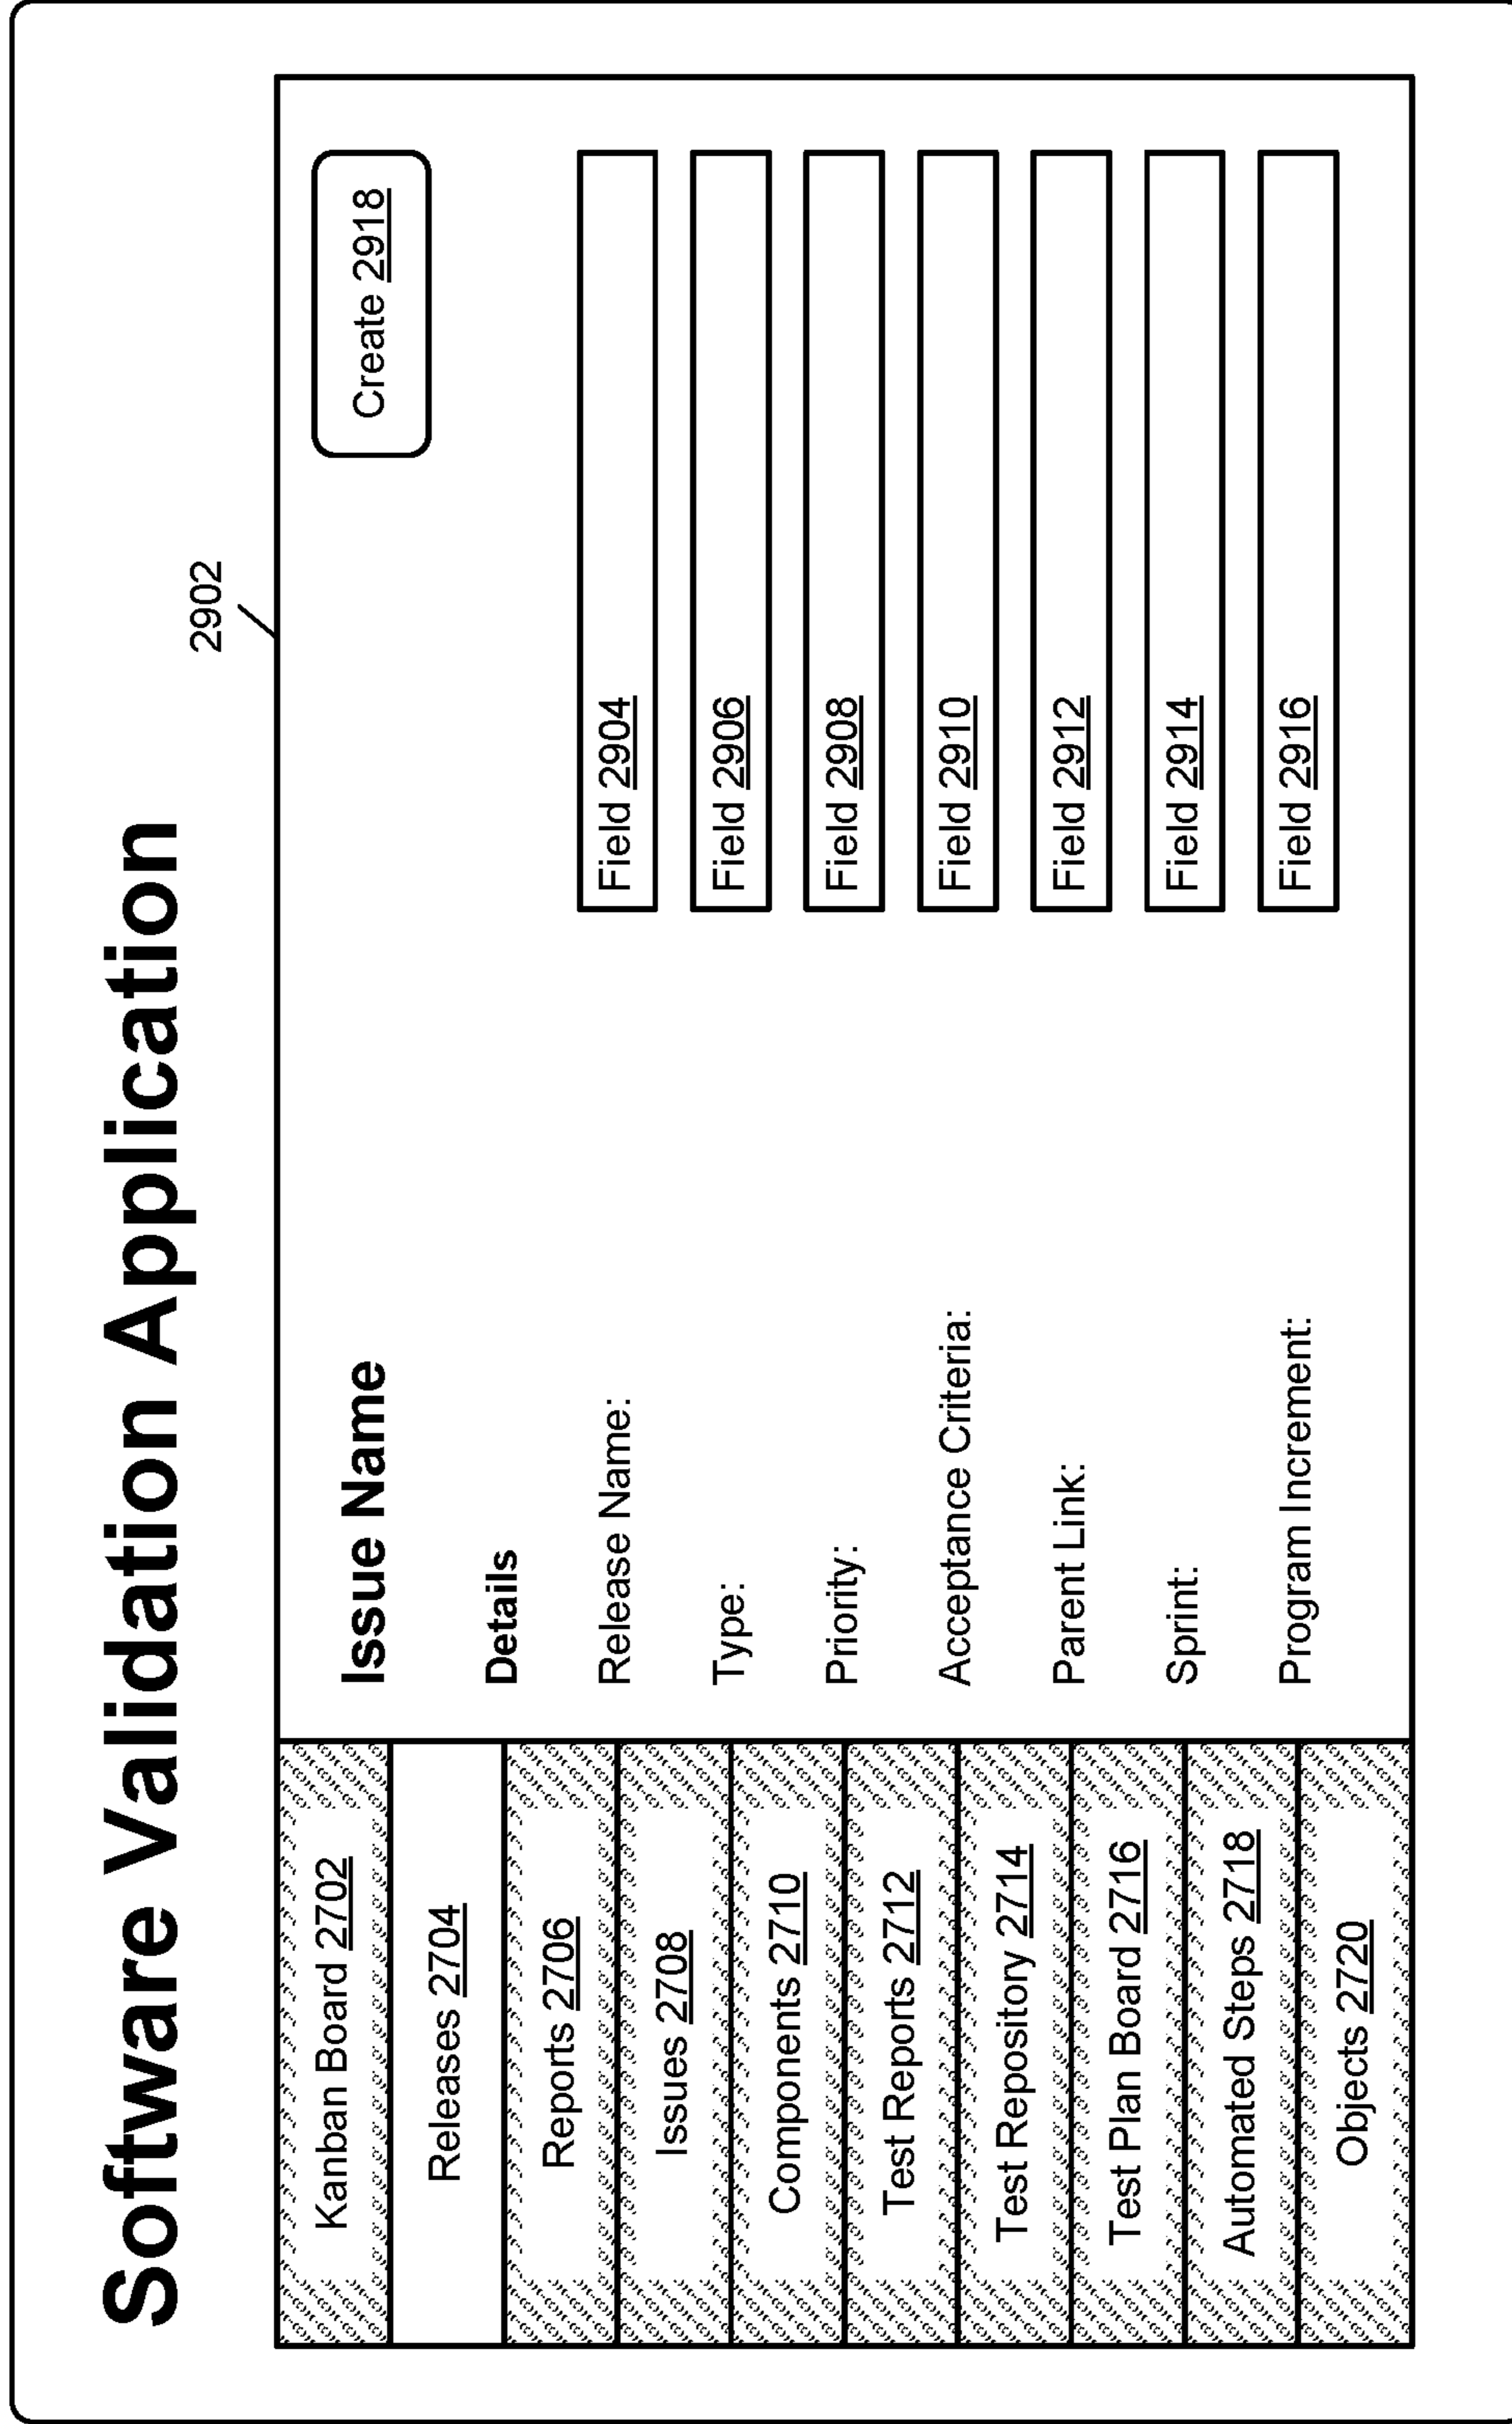 Software Validation Application
2902
Kanban Board 2702
Releases 2704
Reports 2706
Issues 2708
Components 2710
Test Reports 2712
Test Repository 2714
Test Plan Board 2716
Automated Steps 2718
Objects 2720
Issue Name
Create 2918
Details
Release Name: Field 2904
Type: Field 2906
Priority: Field 2908
Acceptance Criteria: Field 2910
Parent Link: Field 2912
Sprint: Field 2914
Program Increment: Field 2916